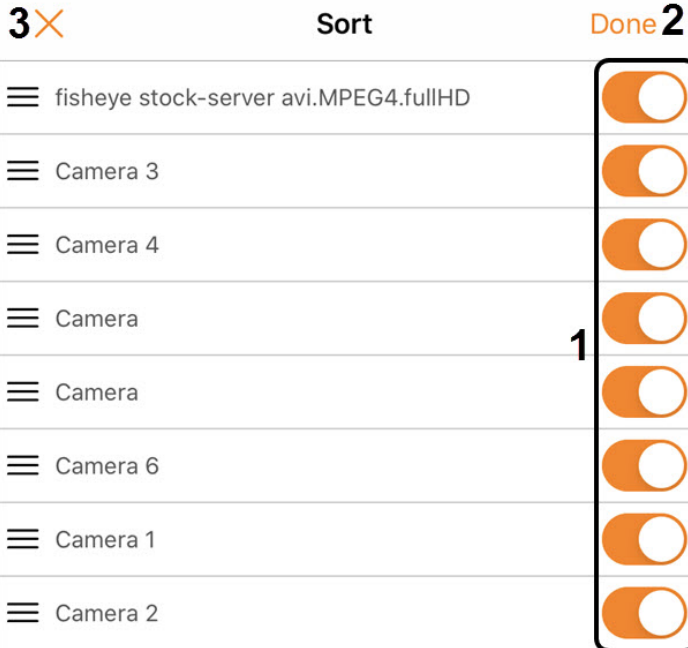 3 Sort Done 2
fisheye stock-server avi.MPEG4.fullHD
Camera 3
Camera 4
Camera
1
Camera
Camera 6
Camera 1
Camera 2